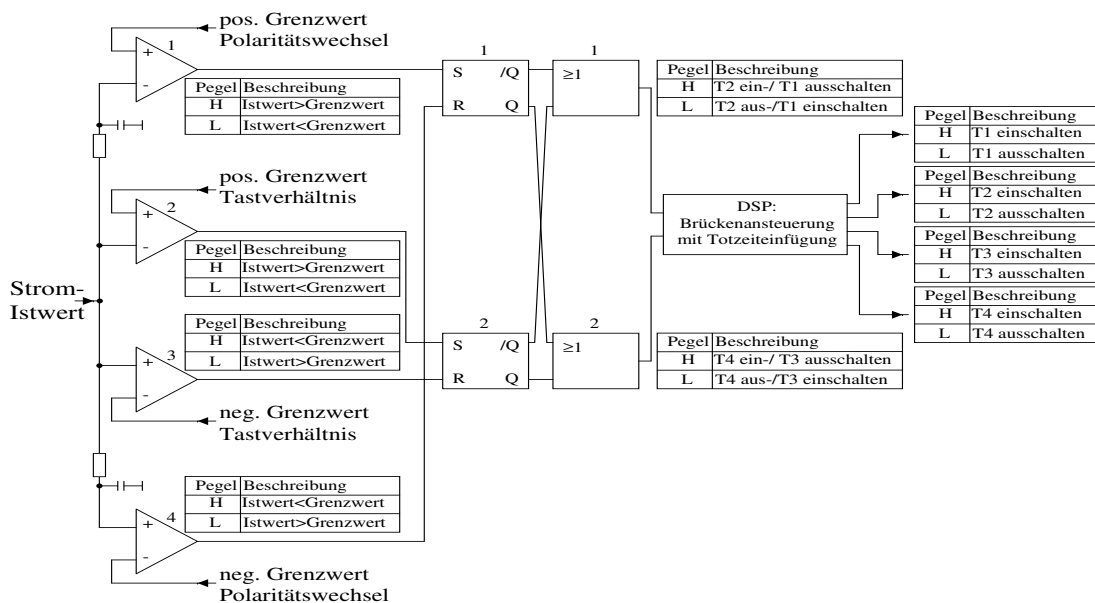 pos. Grenzwert
Polaritätswechsel
1
+
-
Pegel Beschreibung
H Istwert>Grenzwert
L Istwert<Grenzwert
pos. Grenzwert
Tastverhältnis
2
+
-
Pegel Beschreibung
H Istwert>Grenzwert
L Istwert<Grenzwert
Strom-
Istwert
Pegel Beschreibung
H Istwert<Grenzwert
L Istwert>Grenzwert
3
+
-
neg. Grenzwert
Tastverhältnis
Pegel Beschreibung
H Istwert<Grenzwert
L Istwert>Grenzwert
4
+
-
neg. Grenzwert
Polaritätswechsel
1
S /Q
R Q
2
S /Q
R Q
1
≥1
2
≥1
Pegel Beschreibung
H T2 ein-/ T1 ausschalten
L T2 aus-/T1 einschalten
DSP:
Brückenansteuerung
mit Totzeiteinfügung
Pegel Beschreibung
H T4 ein-/ T3 ausschalten
L T4 aus-/T3 einschalten
Pegel Beschreibung
H T1 einschalten
L T1 ausschalten
Pegel Beschreibung
H T2 einschalten
L T2 ausschalten
Pegel Beschreibung
H T3 einschalten
L T3 ausschalten
Pegel Beschreibung
H T4 einschalten
L T4 ausschalten